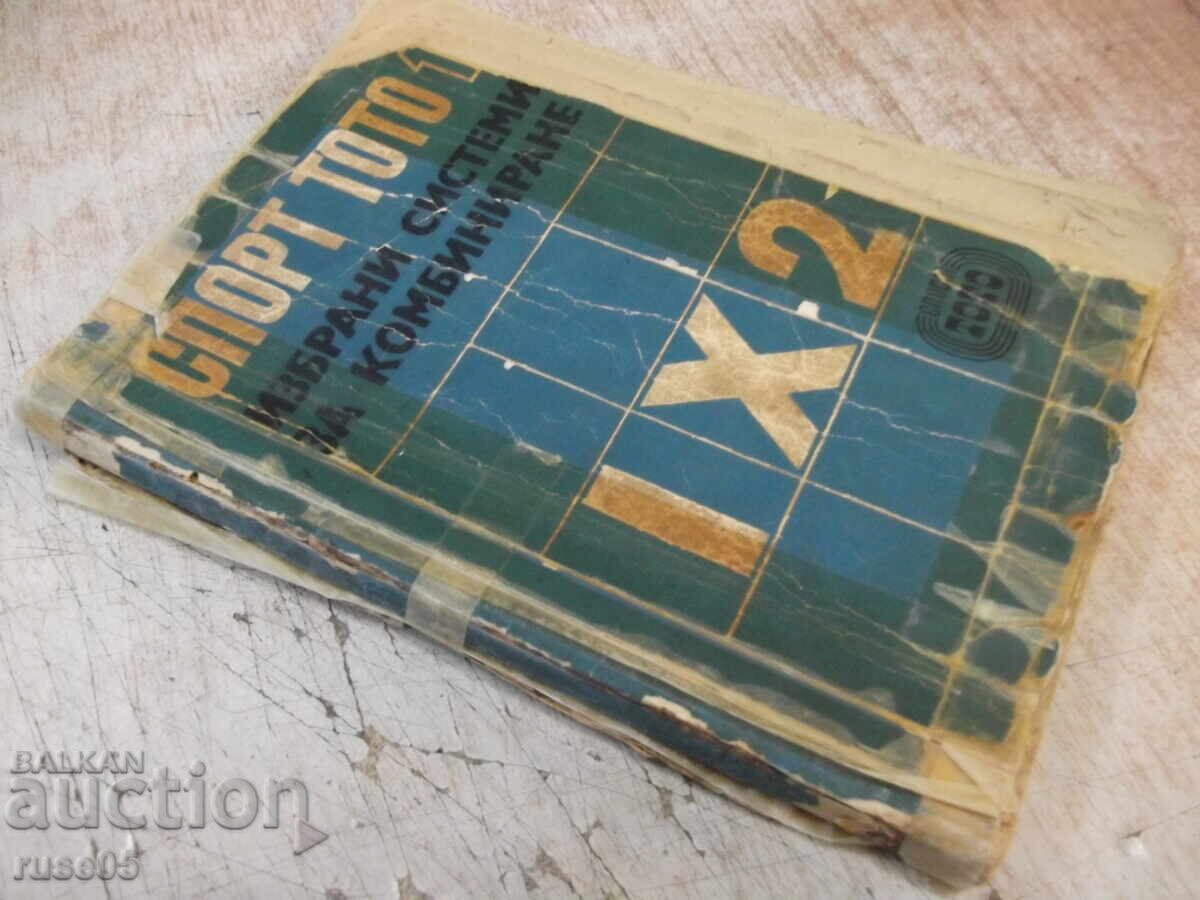 СПОРТ ТОТО 1
ИЗБРАНИ СИСТЕМИ
ЗА КОМБИНИРАНЕ
1 X 2
ТОТО
BALKAN
auction
ruse05